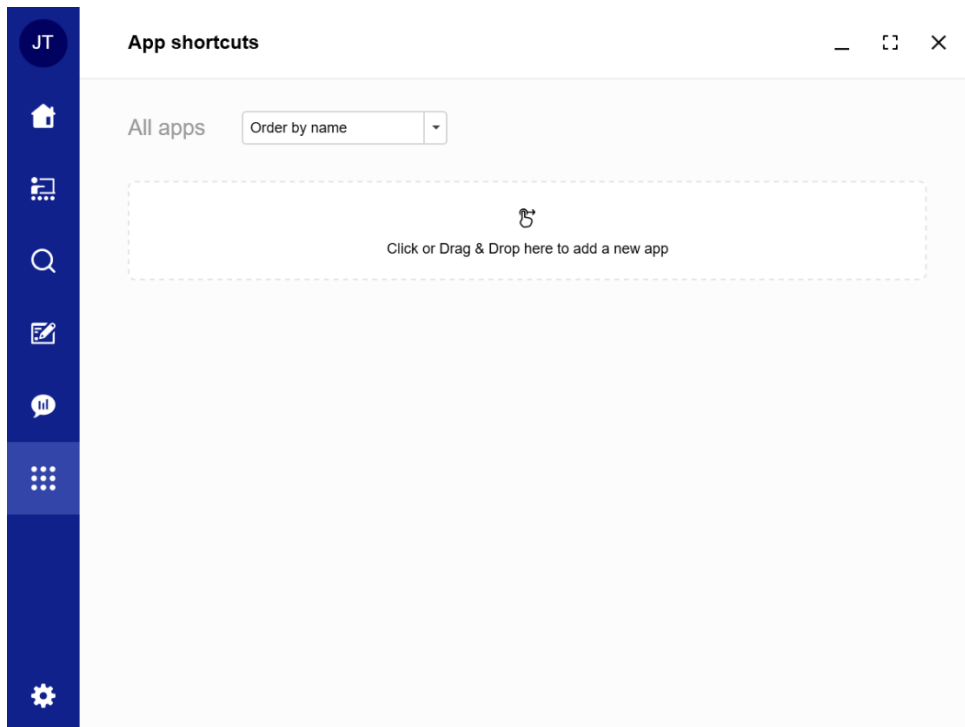 JT
App shortcuts
All apps
Order by name
Click or Drag & Drop here to add a new app